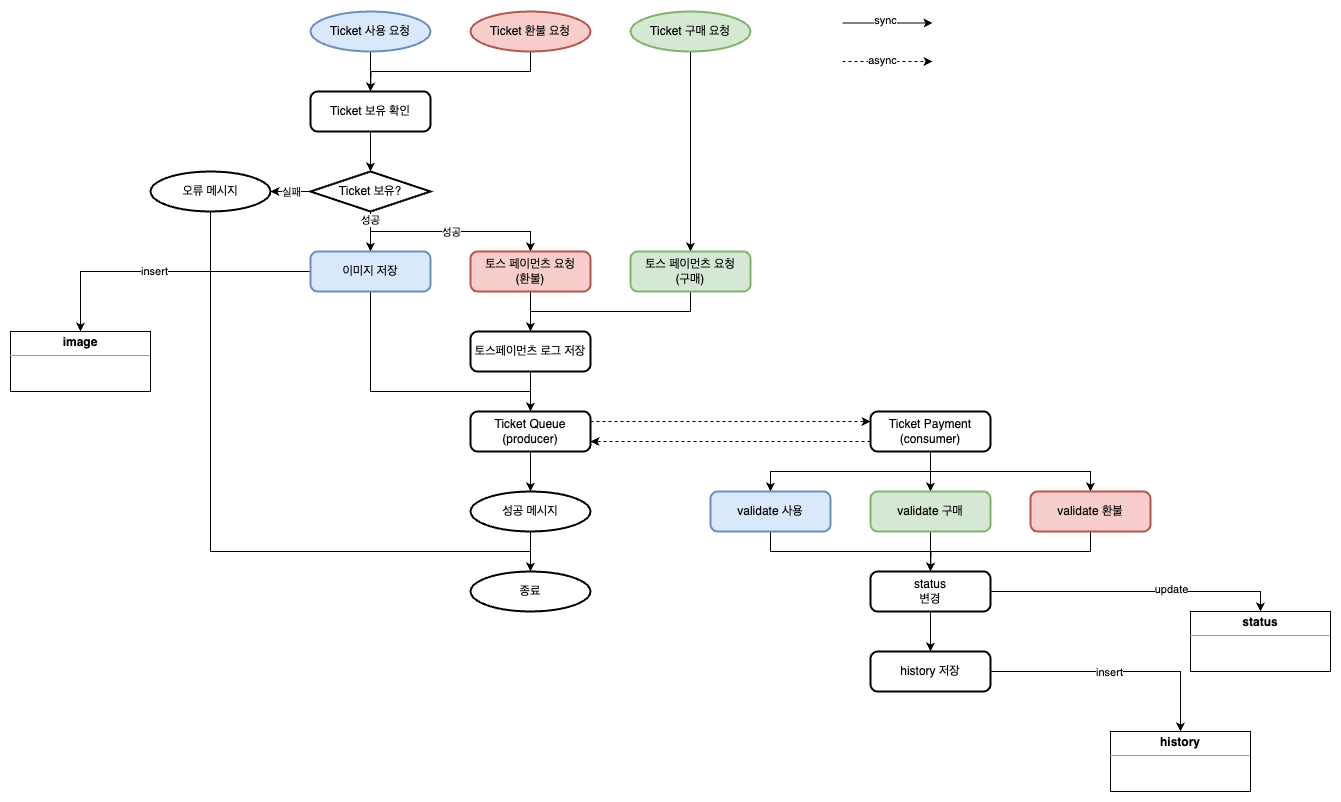 Ticket 사용 요청
Ticket 환불 요청
Ticket 구매 요청
sync
async
Ticket 보유 확인
오류 메시지
실패
Ticket 보유?
성공
성공
이미지 저장
토스 페이먼츠 요청
(환불)
토스 페이먼츠 요청
(구매)
insert
image
토스페이먼츠 로그 저장
Ticket Queue
(producer)
Ticket Payment
(consumer)
성공 메시지
validate 사용
validate 구매
validate 환불
종료
status
변경
update
status
history 저장
insert
history